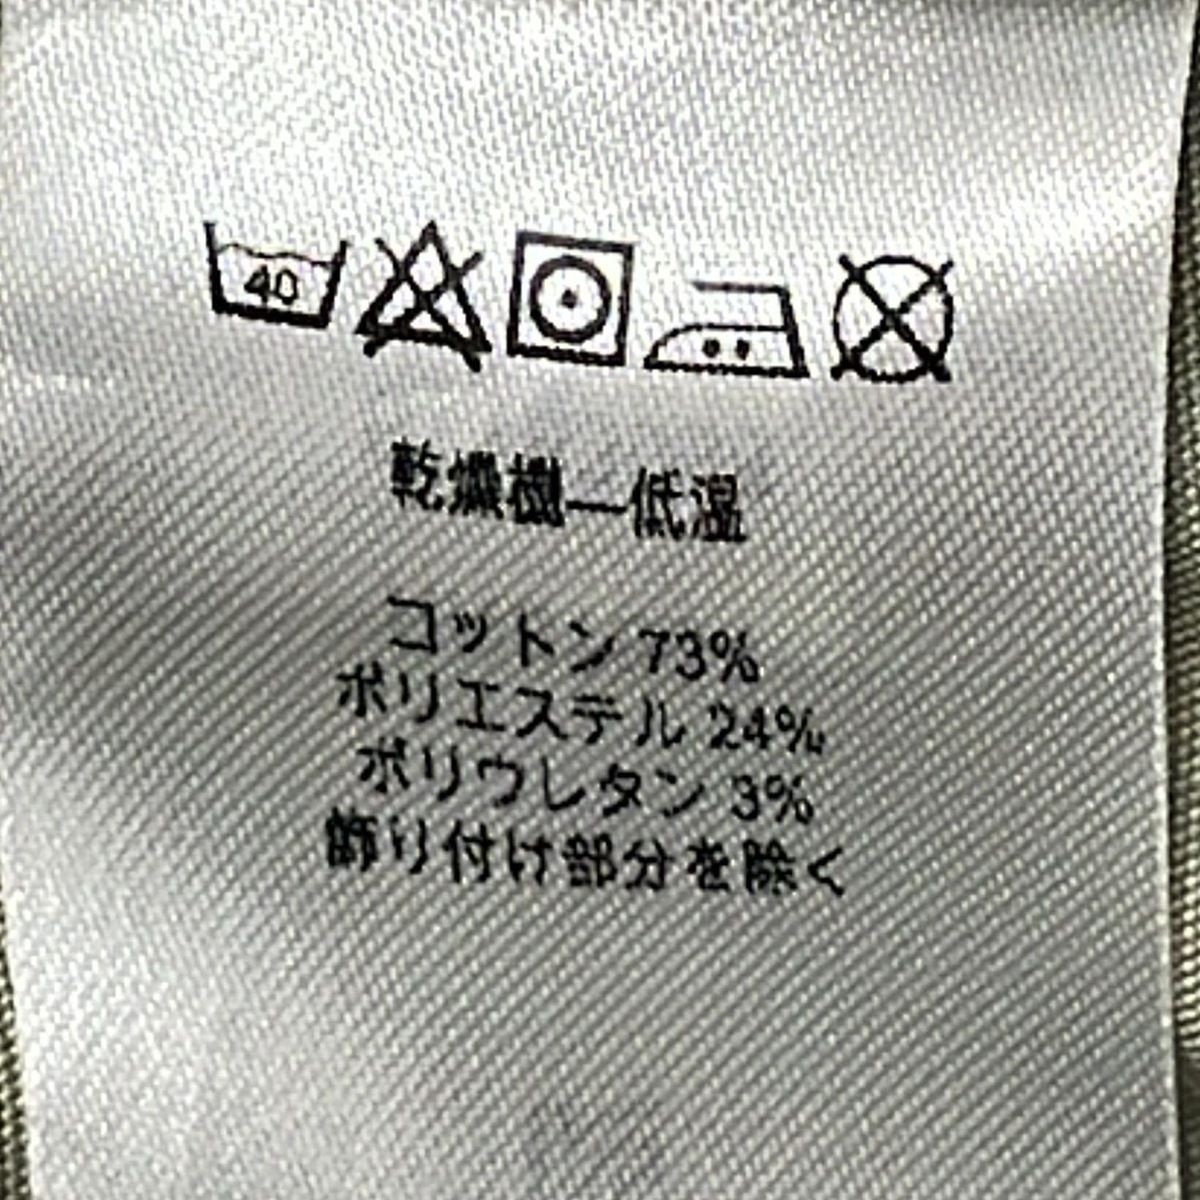 40
乾燥機—低温
コットン 73%
ポリエステル 24%
ポリウレタン 3%
飾り付け部分を除く